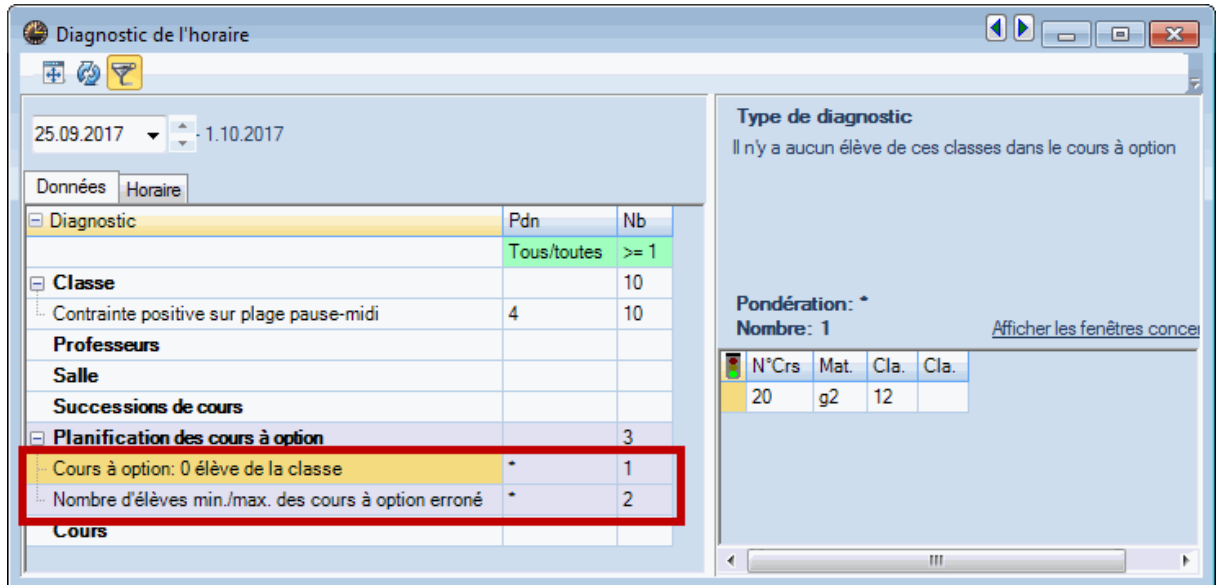 Diagnostic de l'horaire
25.09.2017 - 1.10.2017
Données Horaire
Diagnostic Pdn Nb
Tous/toutes >= 1
Classe 10
Contrainte positive sur plage pause-midi 4 10
Professeurs
Salle
Successions de cours
Planification des cours à option 3
Cours à option: 0 élève de la classe * 1
Nombre d'élèves min./max. des cours à option erroné * 2
Cours
Type de diagnostic
Il n'y a aucun élève de ces classes dans le cours à option
Pondération: *
Nombre: 1 Afficher les fenêtres concer
N°Crs Mat. Cla. Cla.
20 g2 12